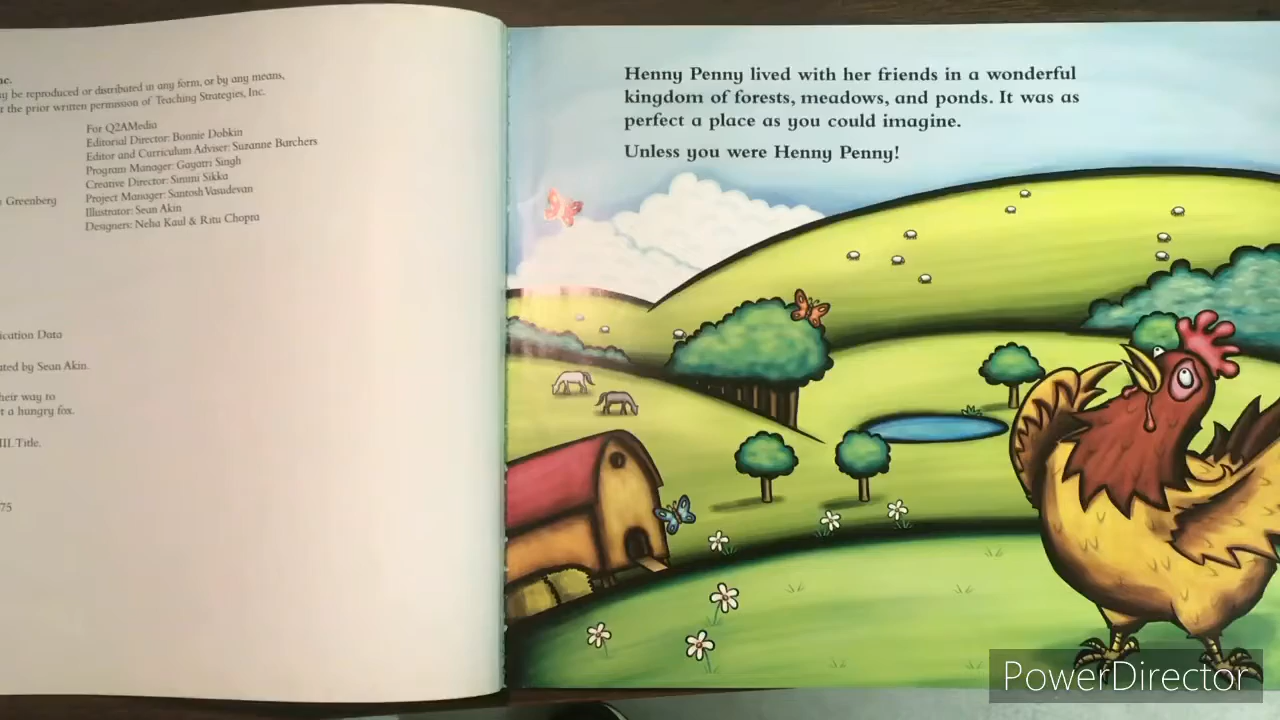 nc.
y be reproduced or distributed in any form, or by any means,
t the prior written permission of Teaching Strategies, Inc.
For Q2AMedia
Editorial Director: Bonnie Dobkin
Editor and Curriculum Adviser: Suzanne Barchers
Program Manager: Gayatri Singh
Creative Director: Simmi Sikka
Greenberg
Project Manager: Santosh Vasudevan
Illustrator: Sean Akin
Designers: Neha Kaul & Ritu Chopra
ication Data
ated by Sean Akin.
heir way to
t a hungry fox.
III. Title.
75
Henny Penny lived with her friends in a wonderful
kingdom of forests, meadows, and ponds. It was as
perfect a place as you could imagine.
Unless you were Henny Penny!
PowerDirector